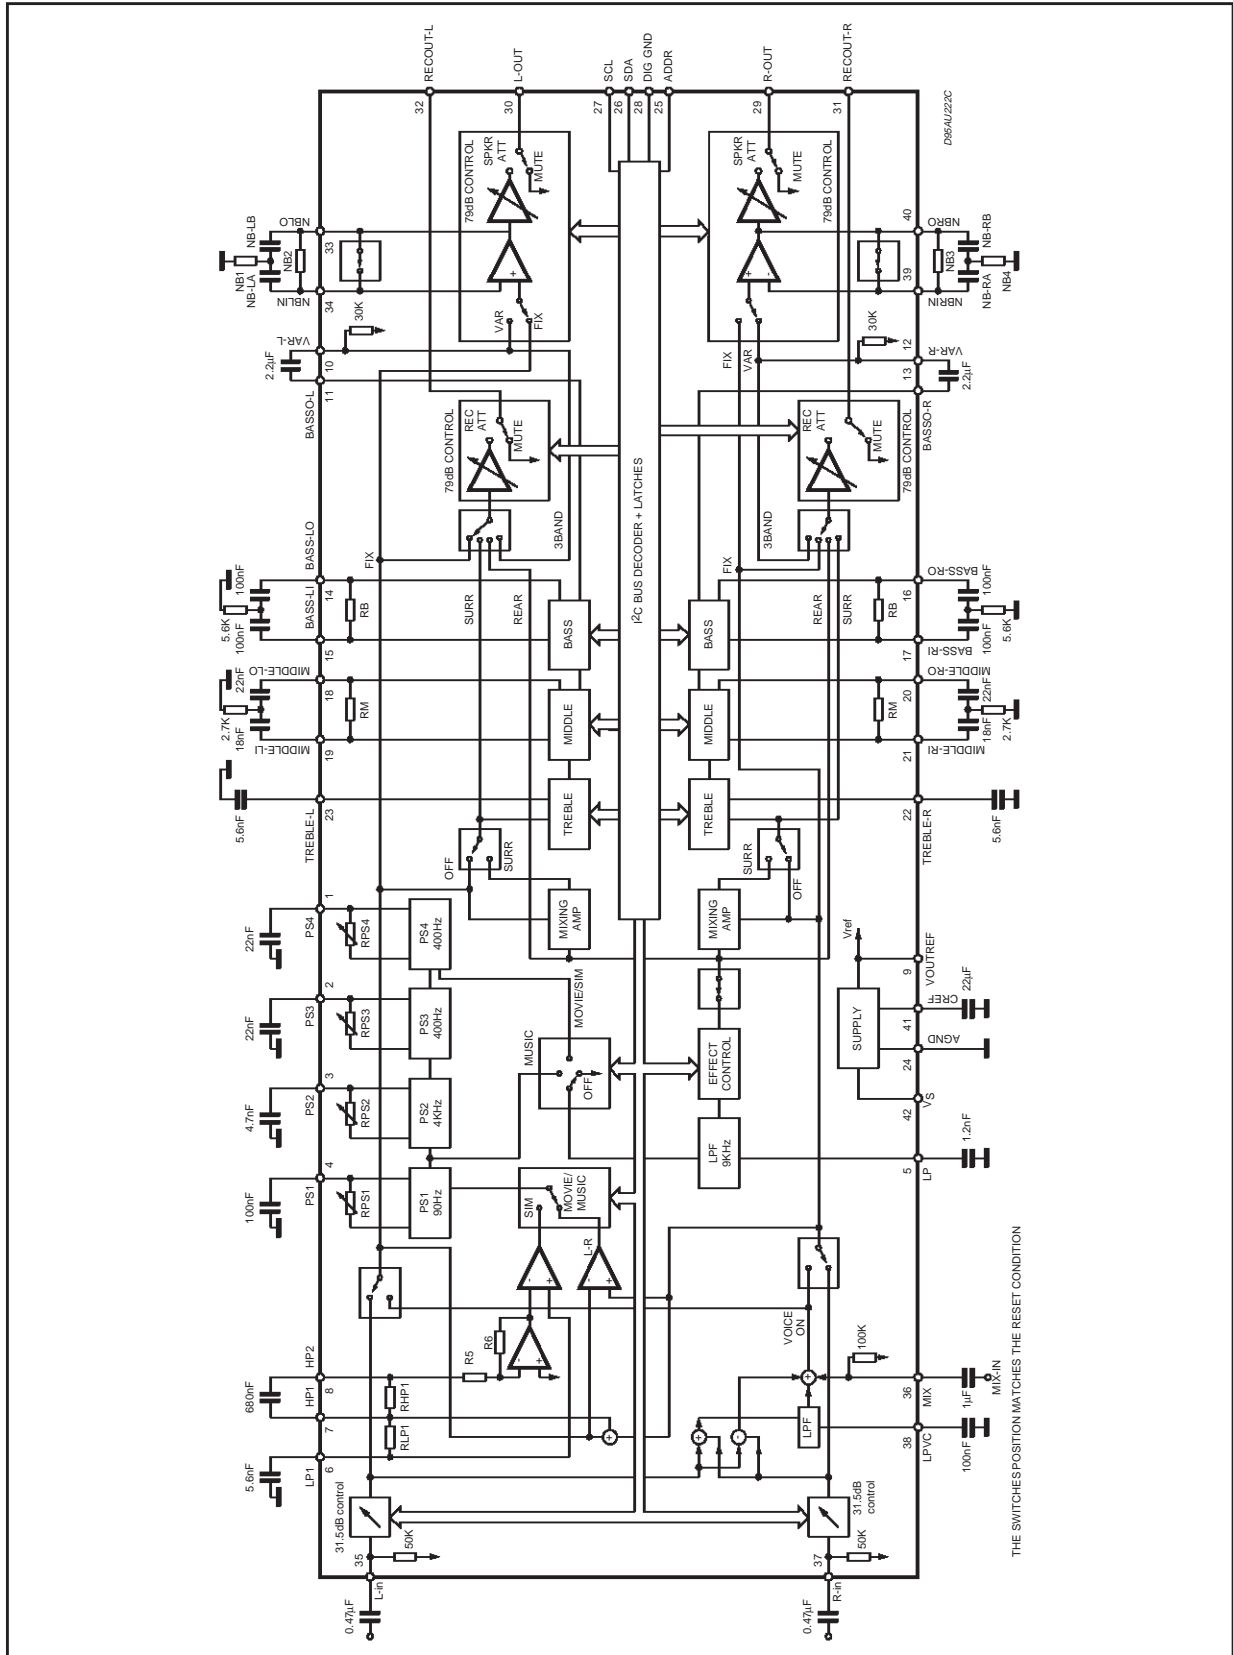 RECOUT-L
32
L-OUT
30
SCL
27
SDA
26
DIG GND
28
ADDR
25
R-OUT
29
RECOUT-R
31
D95AU222C
79dB CONTROL
SPKR
ATT
MUTE
VAR
FIX
79dB CONTROL
SPKR
ATT
MUTE
FIX
VAR
NBLO
33
NB-LB
NB2
NB1
NB-LA
NBLIN
34
30K
VAR-L
10
2.2µF
11
BASSO-L
40
NBRO
NB-RB
NB3
39
NBRIN
NB-RA
NB4
30K
12
VAR-R
13
2.2µF
BASSO-R
79dB CONTROL
REC
ATT
MUTE
79dB CONTROL
REC
ATT
MUTE
I2C BUS DECODER + LATCHES
FIX
3BAND
SURR
REAR
FIX
3BAND
REAR
SURR
BASS-LO
14
100nF
5.6K
100nF
BASS-LI
15
RB
BASS
BASS
RB
16
BASS-RO
100nF
5.6K
100nF
17
BASS-RI
MIDDLE-LO
18
22nF
2.7K
18nF
MIDDLE-LI
19
RM
MIDDLE
MIDDLE
RM
20
MIDDLE-RO
22nF
2.7K
18nF
21
MIDDLE-RI
5.6nF
TREBLE-L
23
TREBLE
TREBLE
22
TREBLE-R
5.6nF
OFF
SURR
SURR
OFF
MIXING
AMP
MIXING
AMP
22nF
PS4
1
RPS4
PS4
400Hz
22nF
PS3
2
RPS3
PS3
400Hz
4.7nF
PS2
3
RPS2
PS2
4KHz
100nF
PS1
4
RPS1
PS1
90Hz
MOVIE/SIM
MUSIC
OFF
EFFECT
CONTROL
LPF
9KHz
Vref
SUPPLY
9
VOUTREF
41
CREF
22µF
24
AGND
42
VS
5
LP
1.2nF
SIM
MOVIE/
MUSIC
L-R
-
+
-
+
-
+
R5
R6
HP2
8
680nF
HP1
7
RHP1
RLP1
5.6nF
LP1
6
VOICE
ON
100K
36
MIX
1µF
MIX-IN
LPF
38
LPVC
100nF
+
+
-
+
31.5dB control
35
50K
L-in
0.47µF
31.5dB
control
37
50K
R-in
0.47µF
THE SWITCHES POSITION MATCHES THE RESET CONDITION